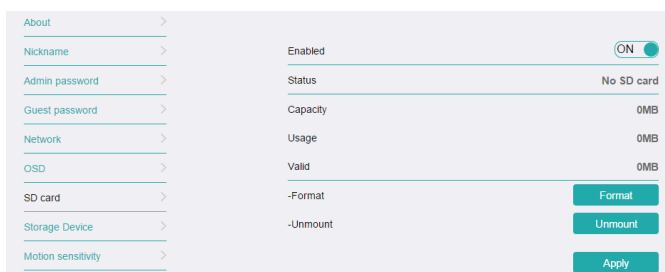 About
Nickname
Admin password
Guest password
Network
OSD
SD card
Storage Device
Motion sensitivity
Enabled ON
Status No SD card
Capacity 0MB
Usage 0MB
Valid 0MB
-Format Format
-Unmount Unmount
Apply